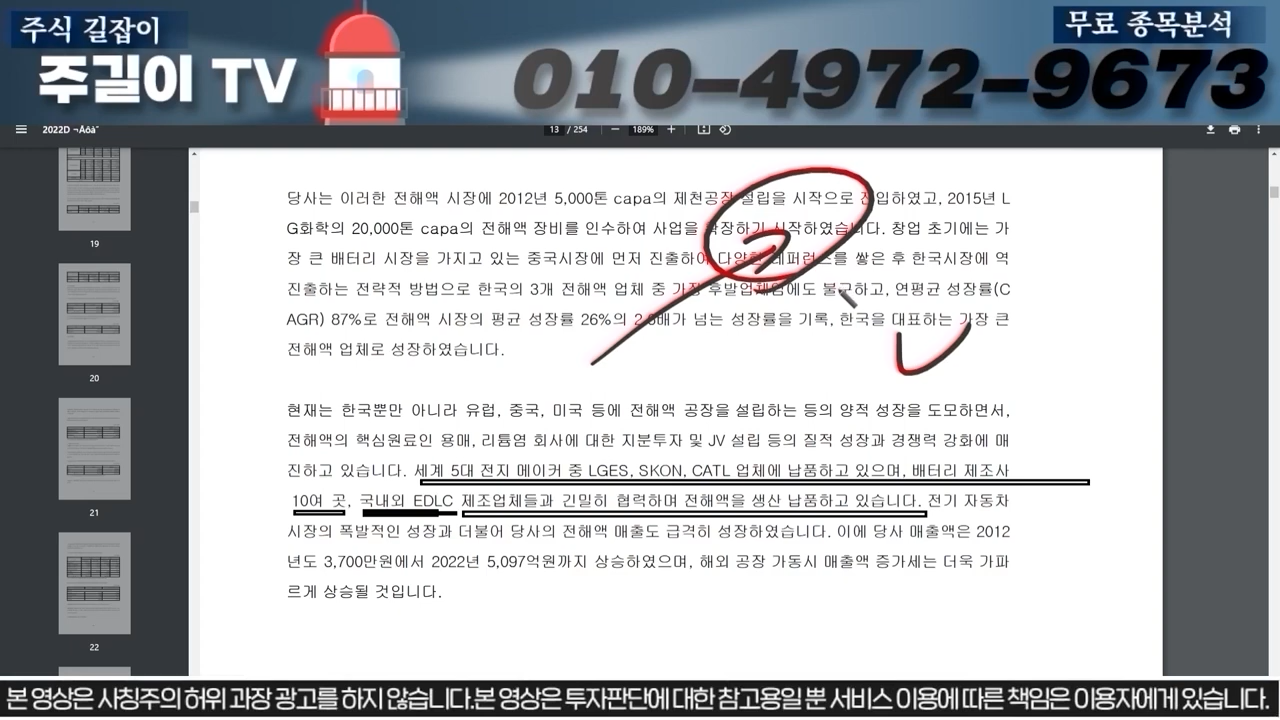 주식 길잡이
주길이 TV
무료 종목분석
010-4972-9673
2022D ¬Åôà¨
13 / 254
189%
19
20
21
22
당사는 이러한 전해액 시장에 2012년 5,000톤 capa의 제천공장 설립을 시작으로 진입하였고, 2015년 L
G화학의 20,000톤 capa의 전해액 장비를 인수하여 사업을 확장하기 시작하였습니다. 창업 초기에는 가
장 큰 배터리 시장을 가지고 있는 중국시장에 먼저 진출하여 다양한 레퍼런스를 쌓은 후 한국시장에 역
진출하는 전략적 방법으로 한국의 3개 전해액 업체 중 가장 후발업체임에도 불구하고, 연평균 성장률(C
AGR) 87%로 전해액 시장의 평균 성장률 26%의 배가 넘는 성장률을 기록, 한국을 대표하는 가장 큰
전해액 업체로 성장하였습니다.
현재는 한국뿐만 아니라 유럽, 중국, 미국 등에 전해액 공장을 설립하는 등의 양적 성장을 도모하면서,
전해액의 핵심원료인 용매, 리튬염 회사에 대한 지분투자 및 JV 설립 등의 질적 성장과 경쟁력 강화에 매
진하고 있습니다. 세계 5대 전지 메이커 중 LGES, SKON, CATL 업체에 납품하고 있으며, 배터리 제조사
10여 곳, 국내외 EDLC 제조업체들과 긴밀히 협력하며 전해액을 생산 납품하고 있습니다. 전기 자동차
시장의 폭발적인 성장과 더불어 당사의 전해액 매출도 급격히 성장하였습니다. 이에 당사 매출액은 2012
년도 3,700만원에서 2022년 5,097억원까지 상승하였으며, 해외 공장 가동시 매출액 증가세는 더욱 가파
르게 상승될 것입니다.
본 영상은 사칭주의 허위 과장 광고를 하지 않습니다.본 영상은 투자판단에 대한 참고용일 뿐 서비스 이용에 따른 책임은 이용자에게 있습니다.